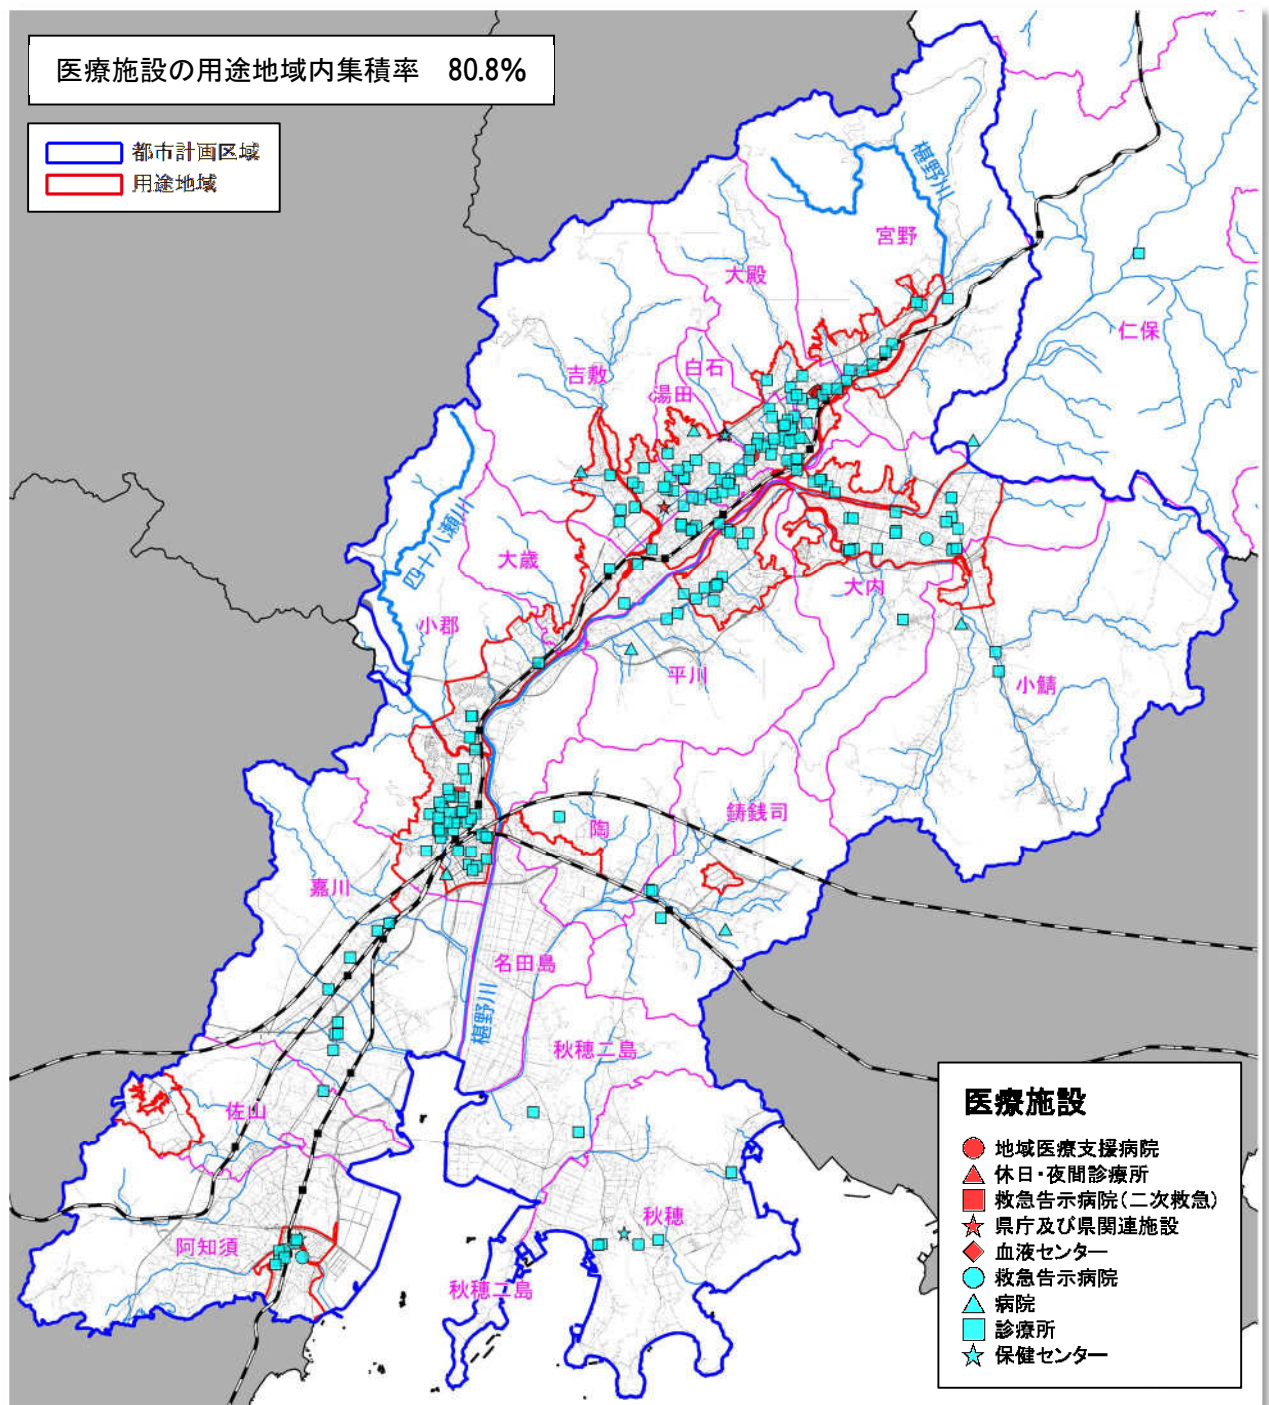 医療施設の用途地域内集積率　80.8%
都市計画区域
用途地域
椹野川
宮野
大殿
仁保
白石
吉敷
湯田
四十八瀬川
大歳
大内
小郡
平川
小鯖
鋳銭司
陶
嘉川
名田島
椹野川
秋穂二島
佐山
秋穂
阿知須
秋穂二島
医療施設
地域医療支援病院
休日・夜間診療所
救急告示病院(二次救急)
県庁及び県関連施設
血液センター
救急告示病院
病院
診療所
保健センター